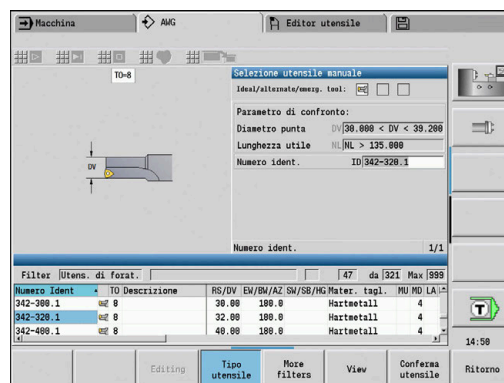 Macchina
AWG
Editor utensile
TO=8
DV
Selezione utensile manuale
Ideal/alternate/emerg. tool:
Parametro di confronto:
Diametro punta DV 30.000 < DV < 39.200
Lunghezza utile NL NL > 135.000
Numero ident. ID 342-320.1
Numero ident. 1/1
Filter Utens. di forat. 47 da 321 Max 999
Numero Ident TO Descrizione RS/DV EW/BW/AZ SW/SB/HG Mater. tagl. MU MD LA
342-300.1 8 30.00 180.0 Hartmetall 4
342-320.1 8 32.00 180.0 Hartmetall 4
342-400.1 8 40.00 180.0 Hartmetall 4
T
14:50
Editing
Tipo utensile
More filters
View
Conferma utensile
Ritorno